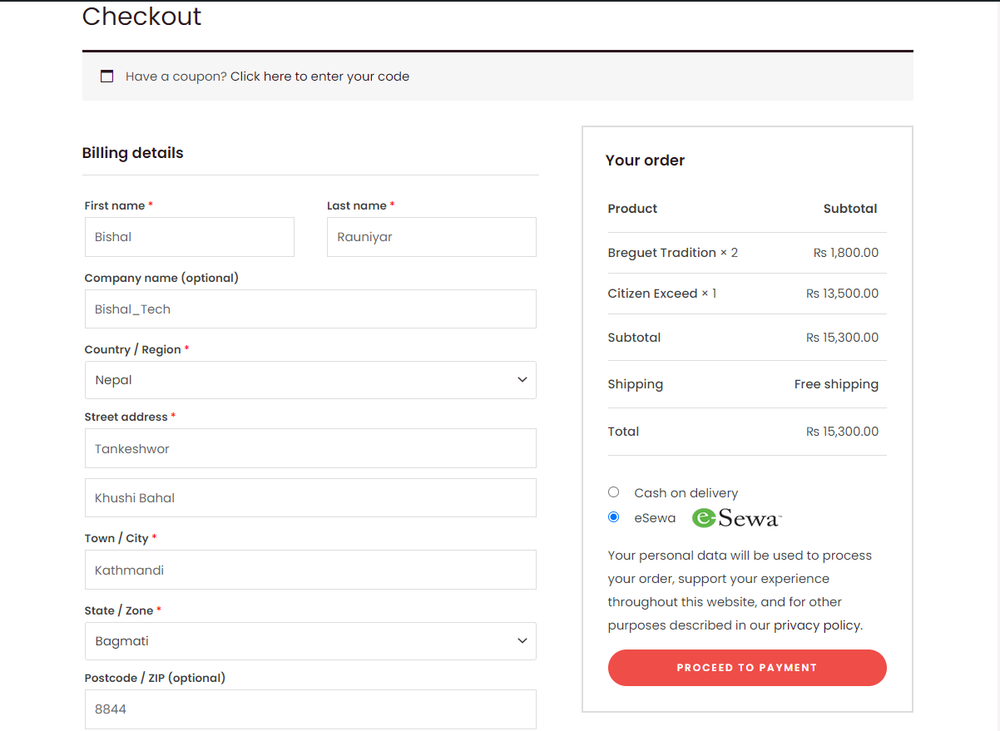 Checkout
Have a coupon? Click here to enter your code
Billing details
First name *
Last name *
Bishal
Rauniyar
Company name (optional)
Bishal_Tech
Country / Region *
Nepal
Street address *
Tankeshwor
Khushi Bahal
Town / City *
Kathmandi
State / Zone *
Bagmati
Postcode / ZIP (optional)
8844
Your order
Product Subtotal
Breguet Tradition × 2 Rs 1,800.00
Citizen Exceed × 1 Rs 13,500.00
Subtotal Rs 15,300.00
Shipping Free shipping
Total Rs 15,300.00
Cash on delivery
eSewa e-Sewa™
Your personal data will be used to process
your order, support your experience
throughout this website, and for other
purposes described in our privacy policy.
PROCEED TO PAYMENT